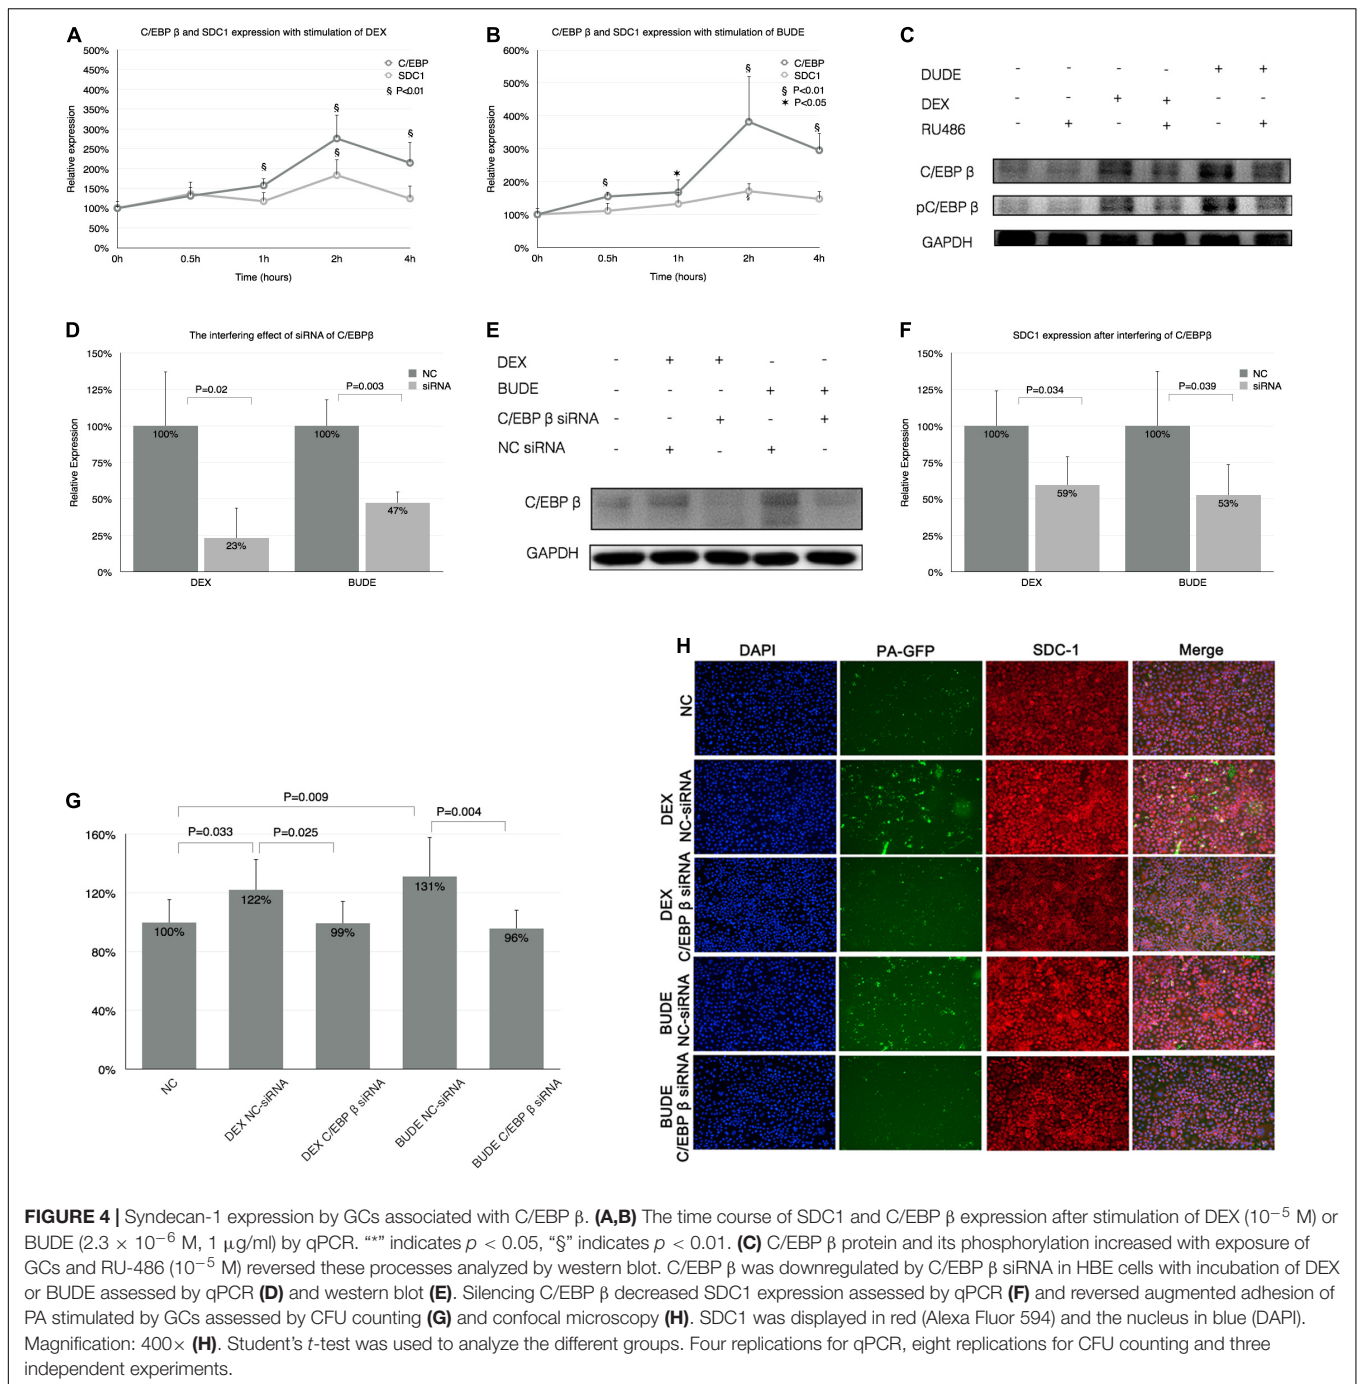 A
C/EBP β and SDC1 expression with stimulation of DEX
500%
450%
400%
350%
300%
250%
200%
150%
100%
50%
0%
Relative expression
C/EBP
SDC1
§ P<0.01
§
§
§
§
0h
0.5h
1h
2h
4h
Time (hours)
B
C/EBP β and SDC1 expression with stimulation of BUDE
600%
500%
400%
300%
200%
100%
0%
Relative expression
C/EBP
SDC1
§ P<0.01
✶ P<0.05
§
✶
§
§
§
0h
0.5h
1h
2h
4h
Time (hours)
C
DUDE - - - - + +
DEX - - + + - -
RU486 - + - + - +
C/EBP β
pC/EBP β
GAPDH
D
The interfering effect of siRNA of C/EBPβ
150%
125%
100%
75%
50%
25%
0%
Relative Expression
NC
siRNA
P=0.02
P=0.003
100%
23%
100%
47%
DEX
BUDE
E
DEX - + + - -
BUDE - - - + +
C/EBP β siRNA - - + - +
NC siRNA - + - + -
C/EBP β
GAPDH
F
SDC1 expression after interfering of C/EBPβ
150%
125%
100%
75%
50%
25%
0%
Relative Expression
NC
siRNA
P=0.034
P=0.039
100%
59%
100%
53%
DEX
BUDE
G
160%
120%
80%
40%
0%
P=0.009
P=0.033
P=0.025
P=0.004
100%
122%
99%
131%
96%
NC
DEX NC-siRNA
DEX C/EBP β siRNA
BUDE NC-siRNA
BUDE C/EBP β siRNA
H
DAPI
PA-GFP
SDC-1
Merge
NC
DEX
NC-siRNA
DEX
C/EBP β siRNA
BUDE
NC-siRNA
BUDE
C/EBP β siRNA
FIGURE 4 | Syndecan-1 expression by GCs associated with C/EBP β. (A,B) The time course of SDC1 and C/EBP β expression after stimulation of DEX (10⁻⁵ M) or
BUDE (2.3 × 10⁻⁶ M, 1 μg/ml) by qPCR. “*” indicates p < 0.05, “§” indicates p < 0.01. (C) C/EBP β protein and its phosphorylation increased with exposure of
GCs and RU-486 (10⁻⁵ M) reversed these processes analyzed by western blot. C/EBP β was downregulated by C/EBP β siRNA in HBE cells with incubation of DEX
or BUDE assessed by qPCR (D) and western blot (E). Silencing C/EBP β decreased SDC1 expression assessed by qPCR (F) and reversed augmented adhesion of
PA stimulated by GCs assessed by CFU counting (G) and confocal microscopy (H). SDC1 was displayed in red (Alexa Fluor 594) and the nucleus in blue (DAPI).
Magnification: 400× (H). Student’s t-test was used to analyze the different groups. Four replications for qPCR, eight replications for CFU counting and three
independent experiments.